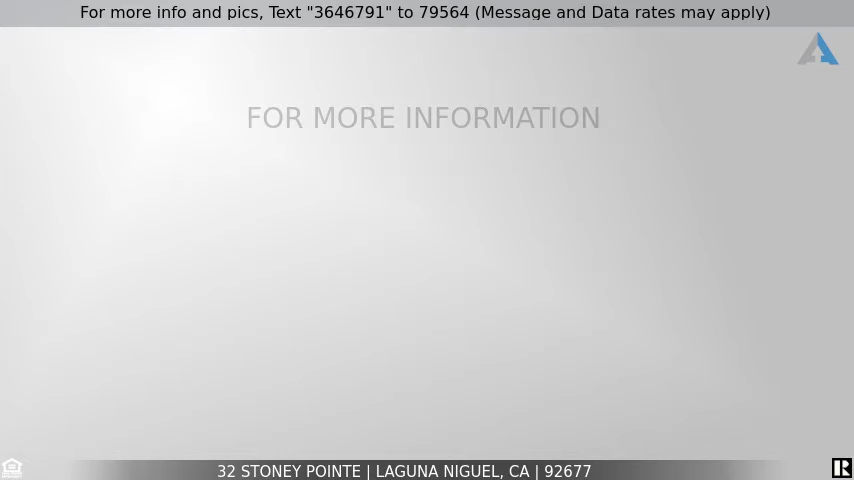 For more info and pics, Text "3646791" to 79564 (Message and Data rates may apply)
FOR MORE INFORMATION
32 STONEY POINTE | LAGUNA NIGUEL, CA | 92677